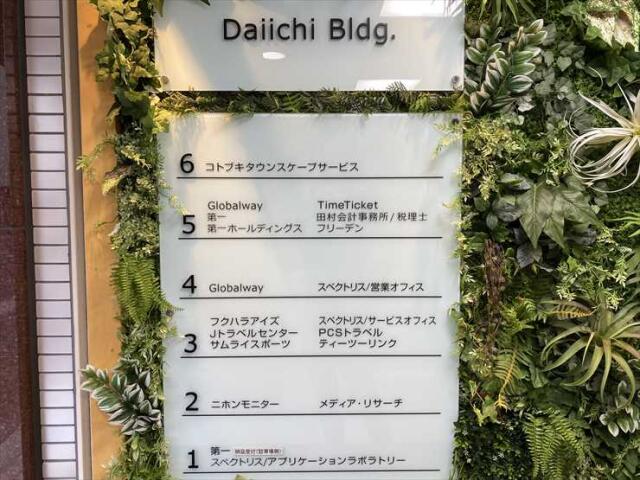 Daiichi Bldg.
6 コトブキタウンスケープサービス
Globalway TimeTicket
5 第一 田村会計事務所/税理士
第一ホールディングス フリーデン
4 Globalway スペクトリス/営業オフィス
フクハラアイズ スペクトリス/サービスオフィス
3 Jトラベルセンター PCSトラベル
サムライスポーツ ティーツーリンク
2 ニホンモニター メディア・リサーチ
1 第一
スペクトリス/アプリケーションラボラトリー